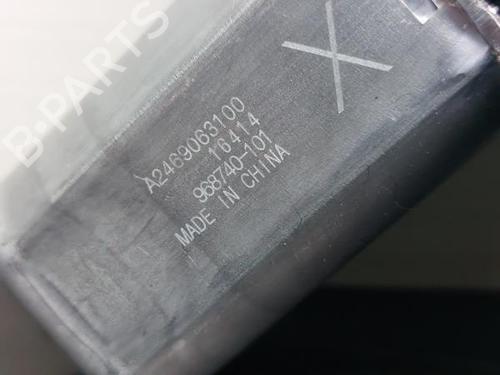 B-PARTS
A2469063100
16414
968740-101
MADE IN CHINA
X